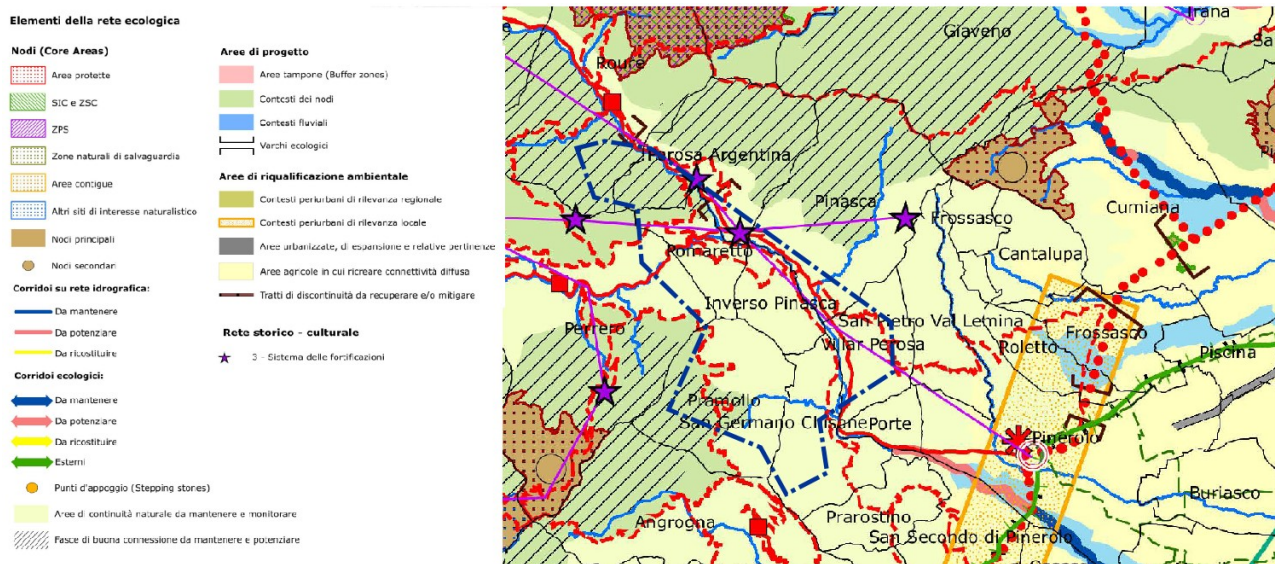 Elementi della rete ecologica
Nodi (Core Areas)
Aree protette
SIC e ZSC
ZPS
Zone naturali di salvaguardia
Aree contigue
Altri siti di interesse naturalistico
Nodi principali
Nodi secondari
Corridoi su rete idrografica:
Da mantenere
Da potenziare
Da ricostituire
Corridoi ecologici:
Da mantenere
Da potenziare
Da ricostituire
Esterni
Punti d'appoggio (Stepping stones)
Aree di continuità naturale da mantenere e monitorare
Fasce di buona connessione da mantenere e potenziare
Aree di progetto
Aree tampone (Buffer zones)
Contesti dei nodi
Contesti fluviali
Varchi ecologici
Aree di riqualificazione ambientale
Contesti periurbani di rilevanza regionale
Contesti periurbani di rilevanza locale
Aree urbanizzate, di espansione e relative pertinenze
Aree agricole in cui ricreare connettività diffusa
Tratti di discontinuità da recuperare e/o mitigare
Rete storico - culturale
3 - Sistema delle fortificazioni
Trana
Giaveno
Roure
Perosa Argentina
Pinasca
Frossasco
Cumiana
Pomaretto
Cantalupa
Inverso Pinasca
San Pietro Val Lemina
Frossasco
Perrero
Villar Perosa
Roletto
Piscina
Pramollo
San Germano Chisone
Porte
Pinerolo
Buriasco
Angrogna
Prarostino
San Secondo di Pinerolo